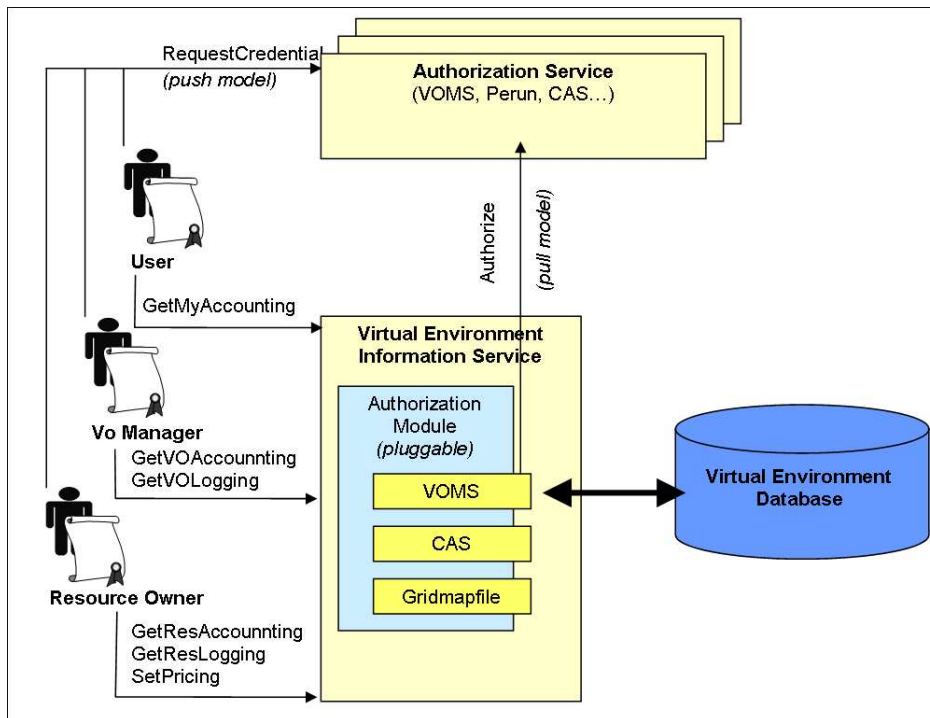 RequestCredential
(push model)
Authorization Service
(VOMS, Perun, CAS…)
Authorize
(pull model)
User
GetMyAccounting
Virtual Environment
Information Service
Authorization
Module
(pluggable)
Vo Manager
GetVOAccounnting
GetVOLogging
VOMS
CAS
Gridmapfile
Virtual Environment
Database
Resource Owner
GetResAccounnting
GetResLogging
SetPricing